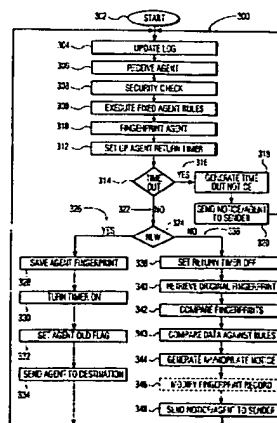 302
START
300
304
UPDATE LOG
306
RECEIVE AGENT
308
SECURITY CHECK
EXECUTE FIXED AGENT RULES
310
FINGERPRINT AGENT
312
SET UP AGENT RETURN TIMER
314
TIME OUT
316
YES
318
GENERATE TIME OUT NOTICE
SEND NOTICE/AGENT TO SENDER
320
322
NO
324
NEW
326
YES
NO
336
SAVE AGENT FINGERPRINT
328
TURN TIMER ON
330
SET AGENT OLD FLAG
332
SEND AGENT TO DESTINATION
334
338
SET RETURN TIMER OFF
340
RETRIEVE ORIGINAL FINGERPRINT
342
COMPARE FINGERPRINTS
343
COMPARE DATA AGAINST RULES
344
GENERATE APPROPRIATE NOTICE
346
MODIFY FINGERPRINT RECORD
348
SEND NOTICE/AGENT TO SENDER